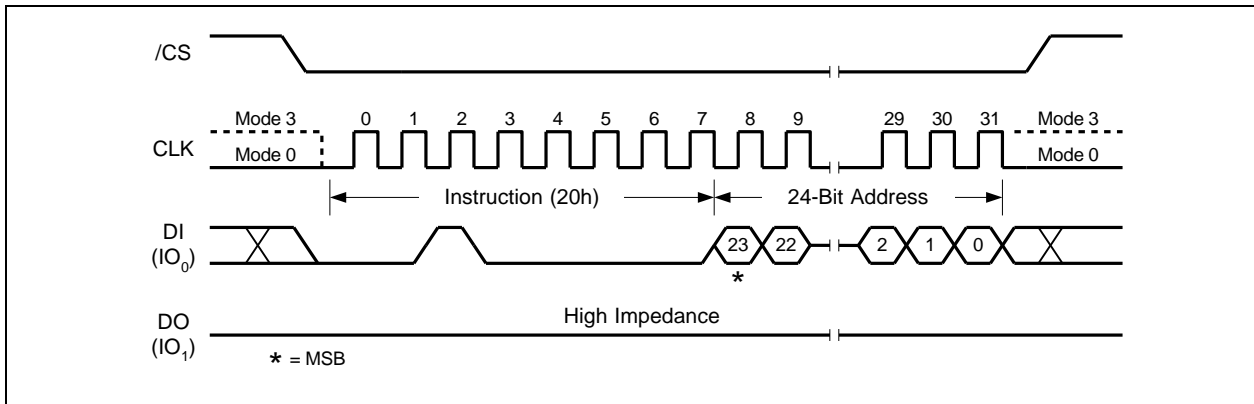 /CS
Mode 3 0 1 2 3 4 5 6 7 8 9 29 30 31 Mode 3
CLK Mode 0 Mode 0
Instruction (20h) 24-Bit Address
DI
(IO0) 23 22 2 1 0
*
High Impedance
DO
(IO1)
* = MSB